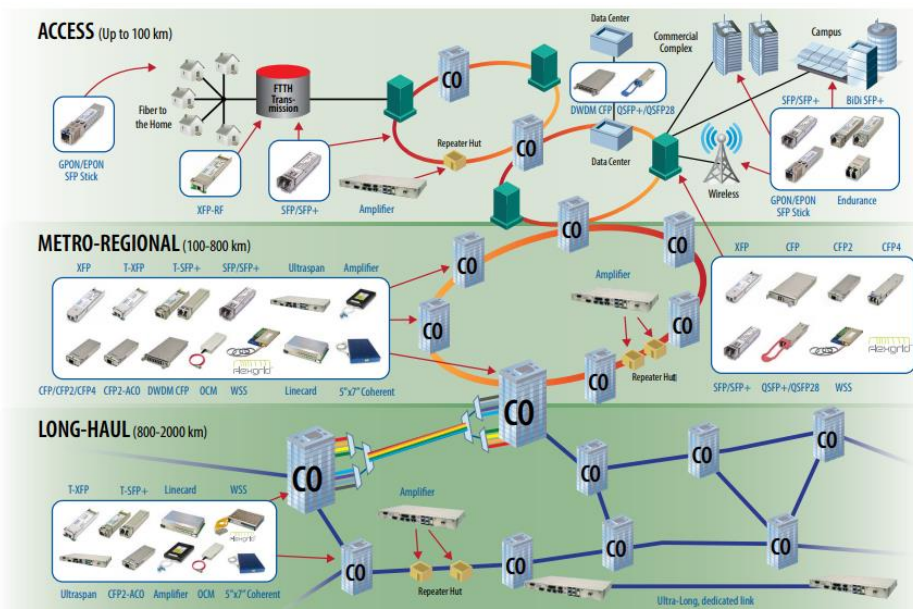 ACCESS (Up to 100 km)
Fiber to
the Home
FTTH
Trans-
mission
GPON/EPON
SFP Stick
XFP-RF
SFP/SFP+
Amplifier
Repeater Hut
CO
CO
CO
Data Center
DWDM CFP
QSFP+/QSFP28
Data Center
Commercial
Complex
Campus
Wireless
SFP/SFP+
BiDi SFP+
GPON/EPON
SFP Stick
Endurance
METRO-REGIONAL (100-800 km)
XFP
T-XFP
T-SFP+
SFP/SFP+
Ultraspan
Amplifier
CFP/CFP2/CFP4
CFP2-ACO
DWDM CFP
OCM
WSS
flexgrid
Linecard
5"x7" Coherent
CO
CO
CO
CO
CO
CO
Amplifier
Repeater Hut
XFP
CFP
CFP2
CFP4
SFP/SFP+
QSFP+/QSFP28
WSS
flexgrid
LONG-HAUL (800-2000 km)
T-XFP
T-SFP+
Linecard
WSS
flexgrid
Ultraspan
CFP2-ACO
Amplifier
OCM
5"x7" Coherent
CO
CO
Amplifier
Repeater Hut
CO
CO
CO
CO
CO
CO
Ultra-Long, dedicated link